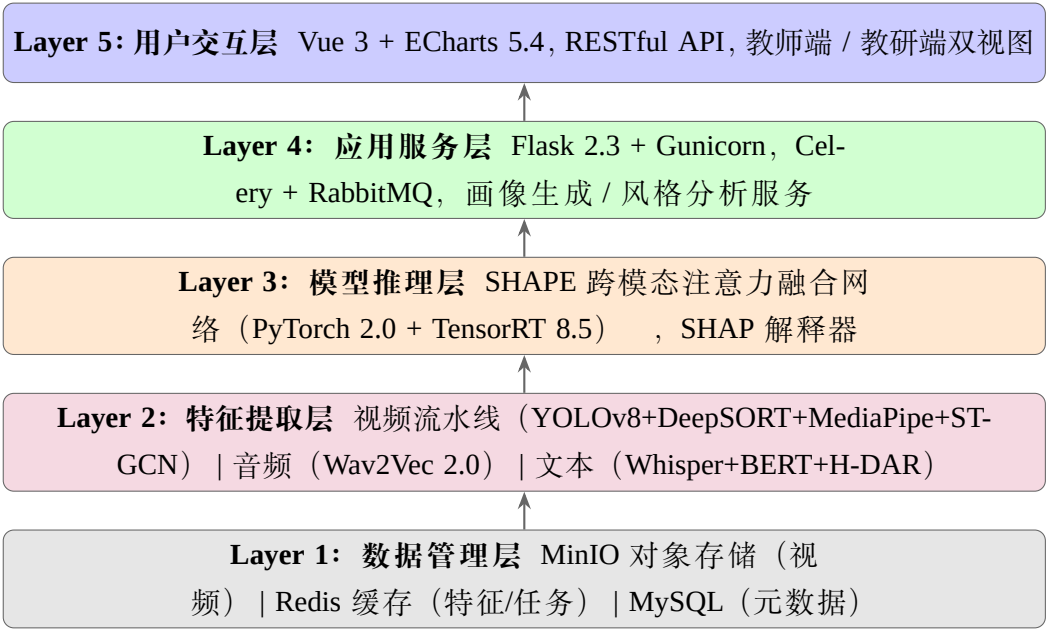 Layer 5: 用户交互层 Vue 3 + ECharts 5.4, RESTful API, 教师端 / 教研端双视图
Layer 4：应用服务层 Flask 2.3 + Gunicorn，Cel-
ery + RabbitMQ，画像生成 / 风格分析服务
Layer 3：模型推理层 SHAPE 跨模态注意力融合网
络（PyTorch 2.0 + TensorRT 8.5），SHAP 解释器
Layer 2：特征提取层 视频流水线（YOLOv8+DeepSORT+MediaPipe+ST-
GCN）| 音频（Wav2Vec 2.0）| 文本（Whisper+BERT+H-DAR）
Layer 1：数据管理层 MinIO 对象存储（视
频）| Redis 缓存（特征/任务）| MySQL（元数据）